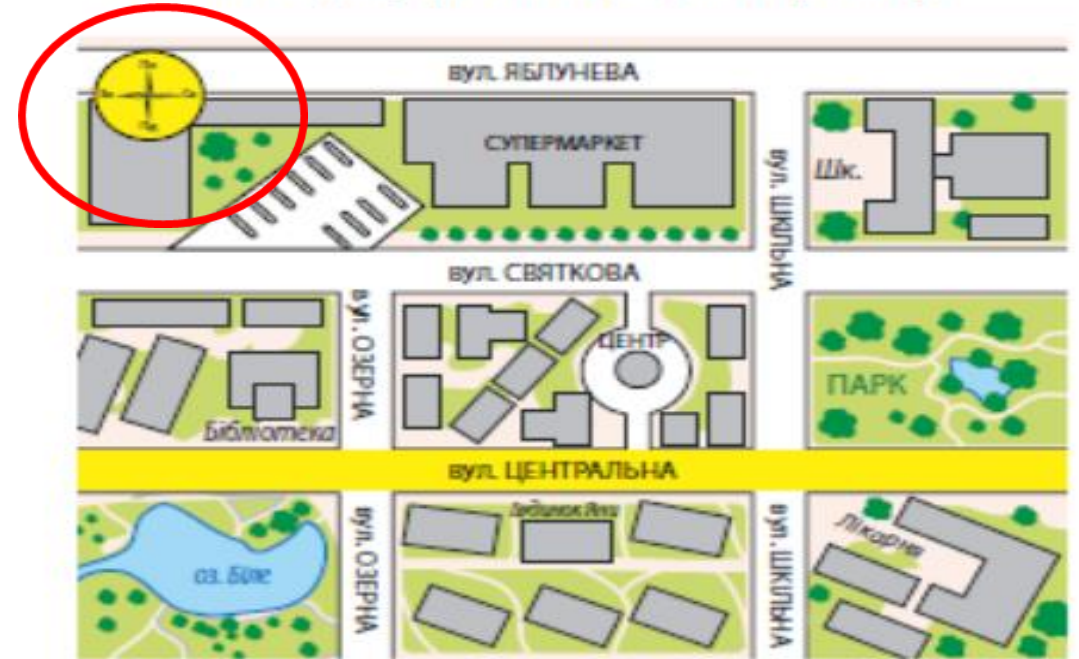 вул. ЯБЛУНЕВА
СУПЕРМАРКЕТ
Шк.
вул. ШКІЛЬНА
вул. СВЯТКОВА
вул. ОЗЕРНА
ЦЕНТР
ПАРК
Бібліотека
вул. ЦЕНТРАЛЬНА
Лікарня
вул. ОЗЕРНА
вул. ШКІЛЬНА
оз. Біле